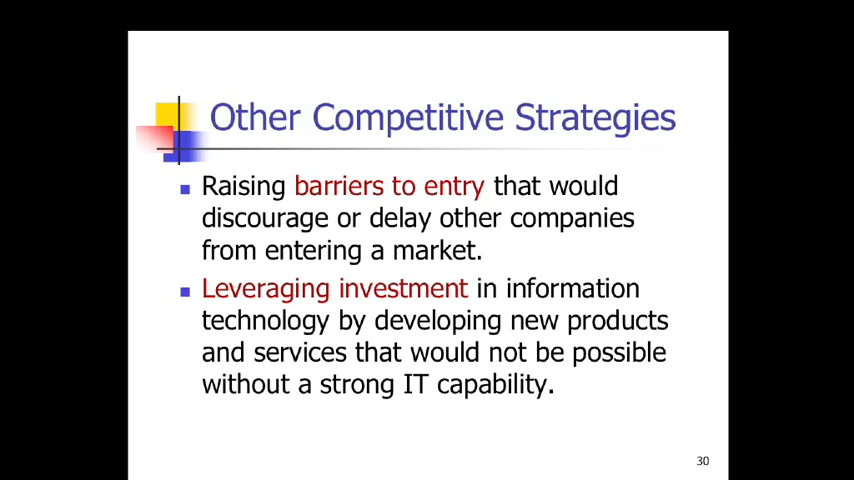 Other Competitive Strategies
Raising barriers to entry that would
discourage or delay other companies
from entering a market.
Leveraging investment in information
technology by developing new products
and services that would not be possible
without a strong IT capability.
30